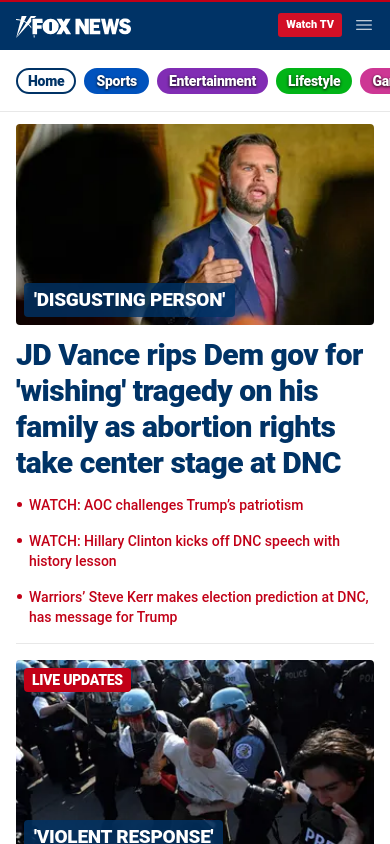 FOX NEWS
Watch TV
Home
Sports
Entertainment
Lifestyle
'DISGUSTING PERSON'
JD Vance rips Dem gov for
'wishing' tragedy on his
family as abortion rights
take center stage at DNC
WATCH: AOC challenges Trump’s patriotism
WATCH: Hillary Clinton kicks off DNC speech with
history lesson
Warriors’ Steve Kerr makes election prediction at DNC,
has message for Trump
LIVE UPDATES
'VIOLENT RESPONSE'